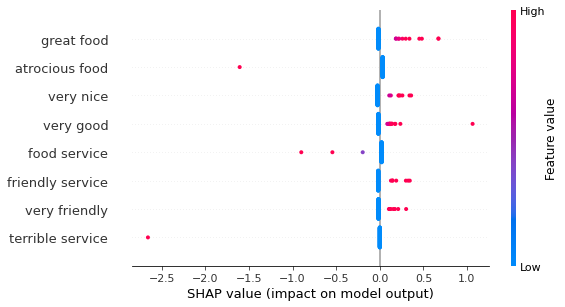 High
great food
atrocious food
very nice
very good
food service
friendly service
very friendly
terrible service
Feature value
Low
−2.5 −2.0 −1.5 −1.0 −0.5 0.0 0.5 1.0
SHAP value (impact on model output)